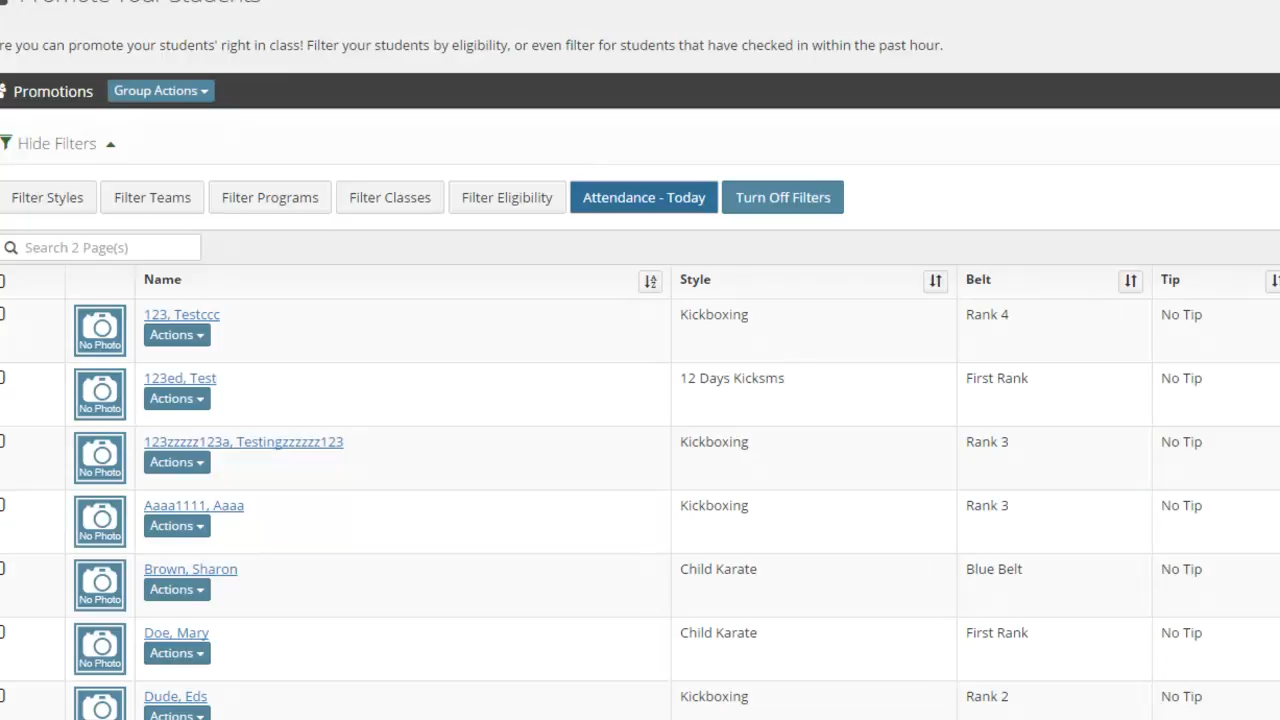 Promote Your Students
re you can promote your students' right in class! Filter your students by eligibility, or even filter for students that have checked in within the past hour.
Promotions Group Actions
Hide Filters
Filter Styles Filter Teams Filter Programs Filter Classes Filter Eligibility Attendance - Today Turn Off Filters
Search 2 Page(s)
Name Style Belt Tip
123, Testccc Kickboxing Rank 4 No Tip
No Photo Actions
123ed, Test 12 Days Kicksms First Rank No Tip
No Photo Actions
123zzzzz123a, Testingzzzzzz123 Kickboxing Rank 3 No Tip
No Photo Actions
Aaaa1111, Aaaa Kickboxing Rank 3 No Tip
No Photo Actions
Brown, Sharon Child Karate Blue Belt No Tip
No Photo Actions
Doe, Mary Child Karate First Rank No Tip
No Photo Actions
Dude, Eds Kickboxing Rank 2 No Tip
Actions